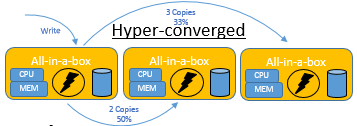 3 Copies
33%
Write
Hyper-converged
All-in-a-box
CPU
MEM
All-in-a-box
CPU
MEM
All-in-a-box
CPU
MEM
2 Copies
50%